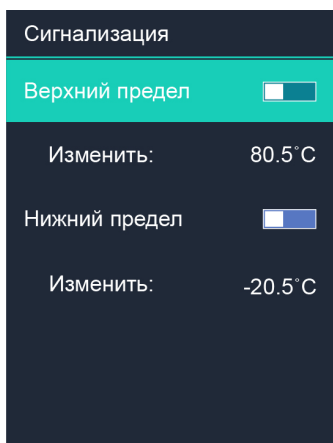 Сигнализация
Верхний предел
Изменить: 80.5°C
Нижний предел
Изменить: -20.5°C